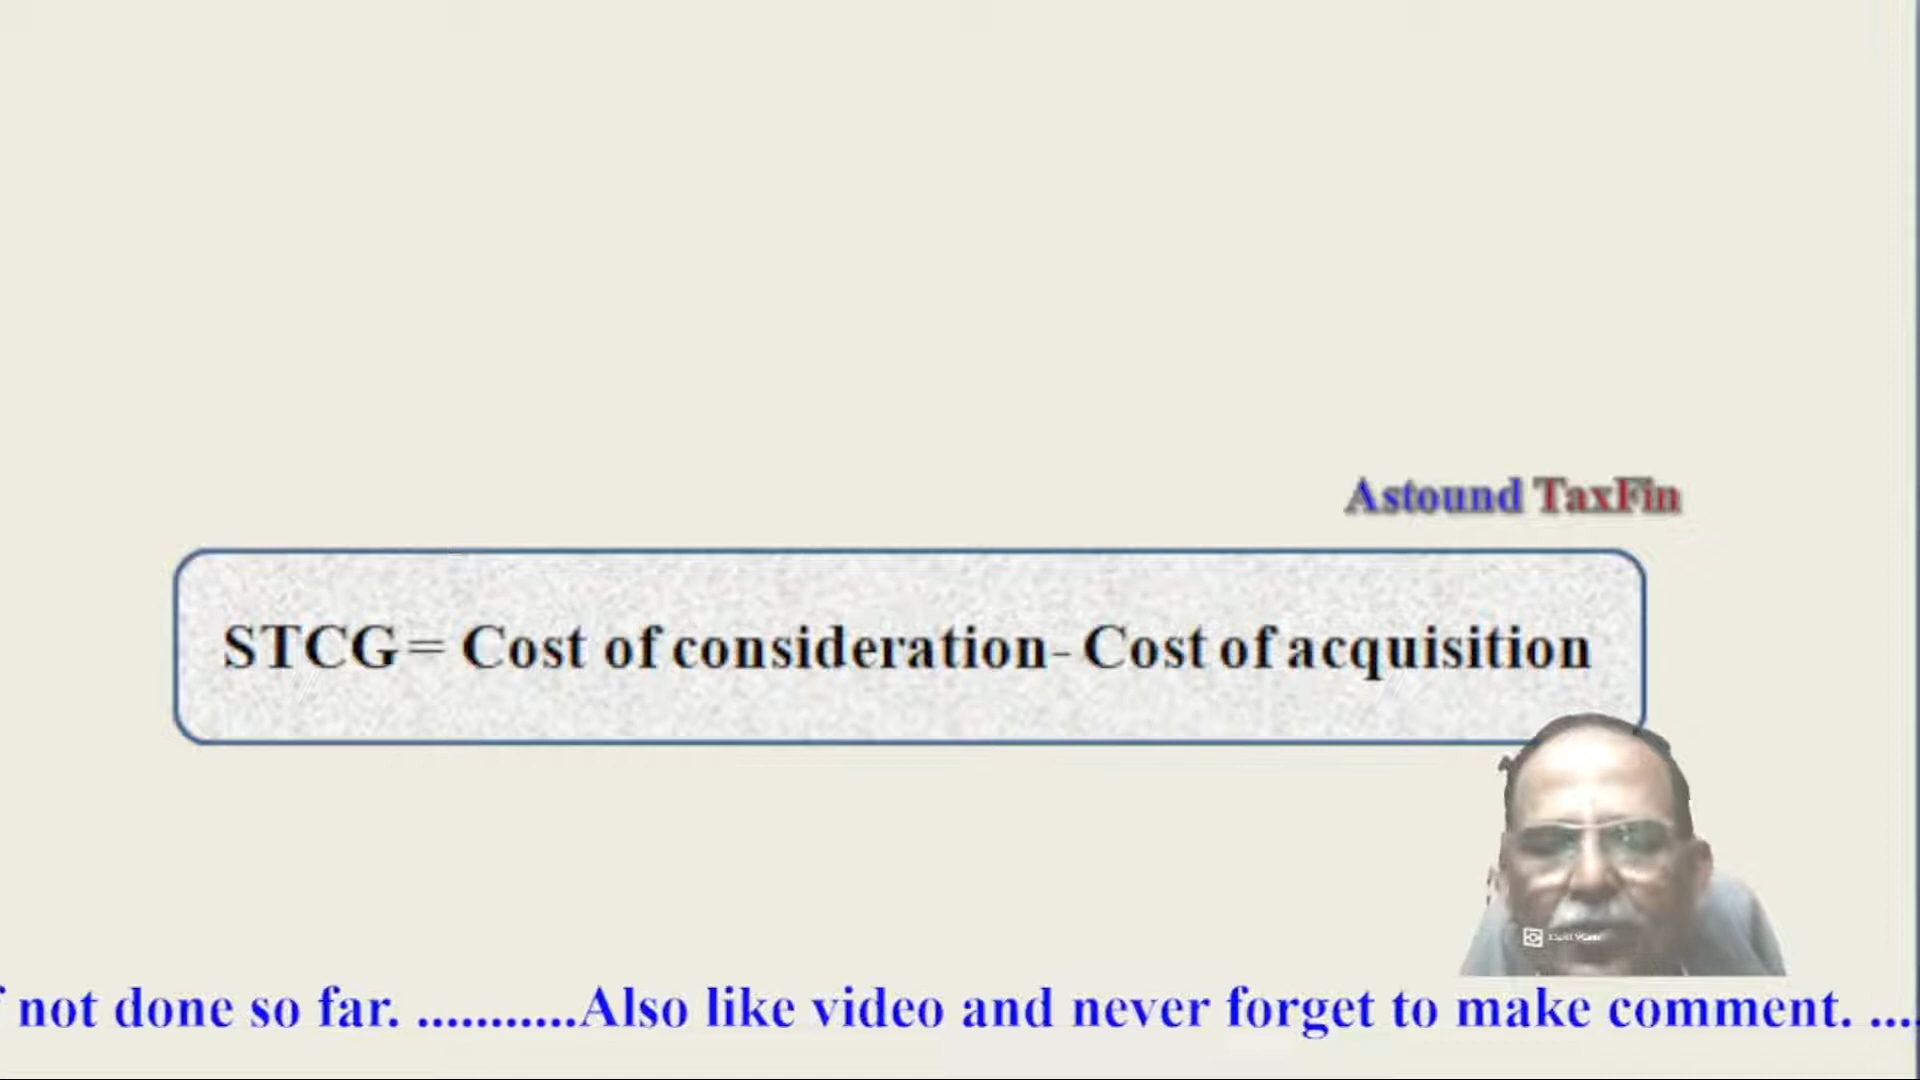 Astound TaxFin
STCG= Cost of consideration- Cost of acquisition
not done so far. ...........Also like video and never forget to make comment. ....